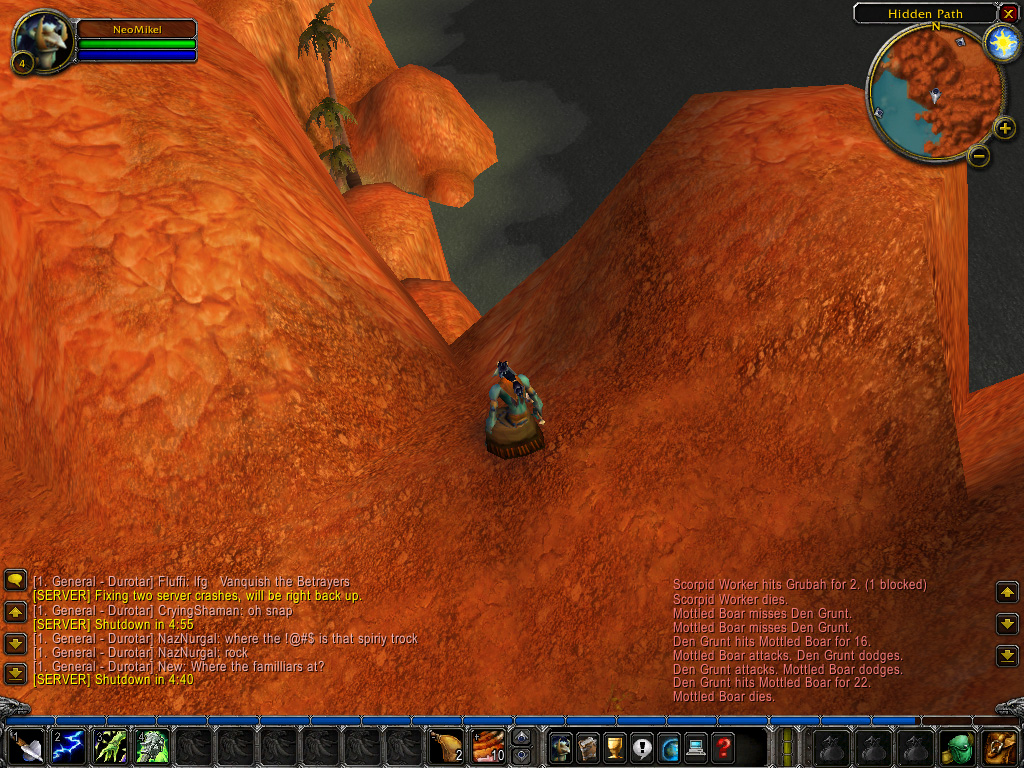 NeoMikel
4
Hidden Path
N
[1. General - Durotar] Fluffi: lfg Vanquish the Betrayers
[SERVER] Fixing two server crashes, will be right back up.
[1. General - Durotar] CryingShaman: oh snap
[SERVER] Shutdown in 4:55
[1. General - Durotar] NazNurgal: where the !@#$ is that spiriy trock
[1. General - Durotar] NazNurgal: rock
[1. General - Durotar] New: Where the familliars at?
[SERVER] Shutdown in 4:40
Scorpid Worker hits Grubah for 2. (1 blocked)
Scorpid Worker dies.
Mottled Boar misses Den Grunt.
Mottled Boar misses Den Grunt.
Den Grunt hits Mottled Boar for 16.
Mottled Boar attacks. Den Grunt dodges.
Den Grunt attacks. Mottled Boar dodges.
Den Grunt hits Mottled Boar for 22.
Mottled Boar dies.
1 2 3 4 2 10